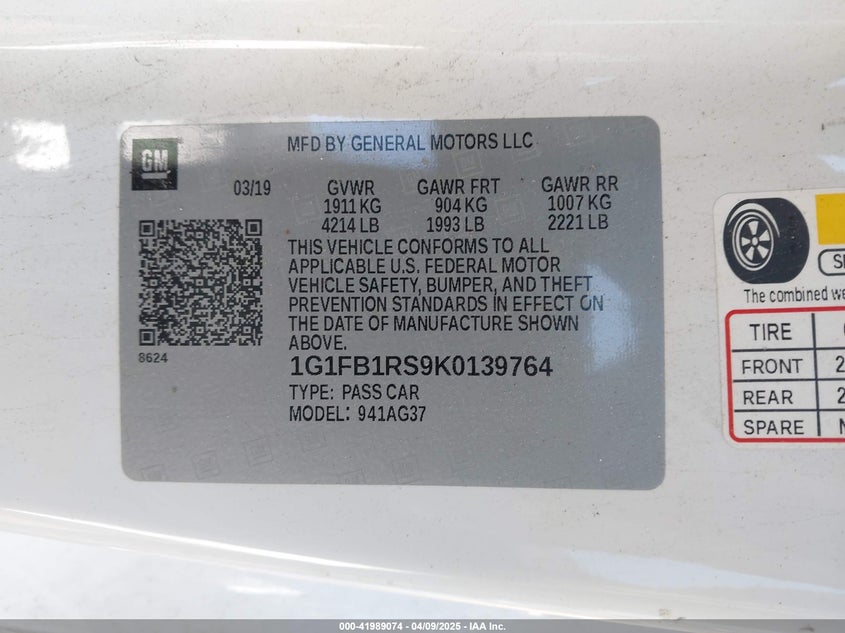 GM
MFD BY GENERAL MOTORS LLC
03/19 GVWR GAWR FRT GAWR RR
1911 KG 904 KG 1007 KG
4214 LB 1993 LB 2221 LB
THIS VEHICLE CONFORMS TO ALL
APPLICABLE U.S. FEDERAL MOTOR
VEHICLE SAFETY, BUMPER, AND THEFT
PREVENTION STANDARDS IN EFFECT ON
THE DATE OF MANUFACTURE SHOWN
ABOVE.
8624
1G1FB1RS9K0139764
TYPE: PASS CAR
MODEL: 941AG37
The combined
TIRE
FRONT 2
REAR 2
SPARE N
000-41989074 / 04/09/2025 - IAA Inc.